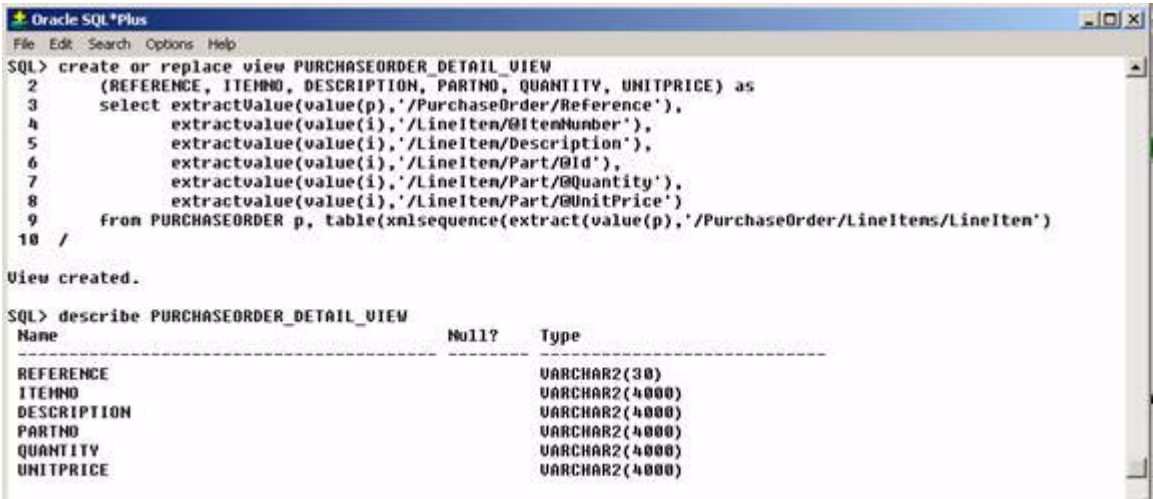 Oracle SQL*Plus
File Edit Search Options Help
SQL> create or replace view PURCHASEORDER_DETAIL_VIEW
2 (REFERENCE, ITEMNO, DESCRIPTION, PARTNO, QUANTITY, UNITPRICE) as
3 select extractValue(value(p),'/PurchaseOrder/Reference'),
4 extractvalue(value(i),'/LineItem/@ItemNumber'),
5 extractvalue(value(i),'/LineItem/Description'),
6 extractvalue(value(i),'/LineItem/Part/@Id'),
7 extractvalue(value(i),'/LineItem/Part/@Quantity'),
8 extractvalue(value(i),'/LineItem/Part/@UnitPrice')
9 from PURCHASEORDER p, table(xmlsequence(extract(value(p),'/PurchaseOrder/LineItems/LineItem')
10 /
View created.
SQL> describe PURCHASEORDER_DETAIL_VIEW
Name Null? Type
----------------------------------------- -------- ----------------------------
REFERENCE VARCHAR2(30)
ITEMNO VARCHAR2(4000)
DESCRIPTION VARCHAR2(4000)
PARTNO VARCHAR2(4000)
QUANTITY VARCHAR2(4000)
UNITPRICE VARCHAR2(4000)